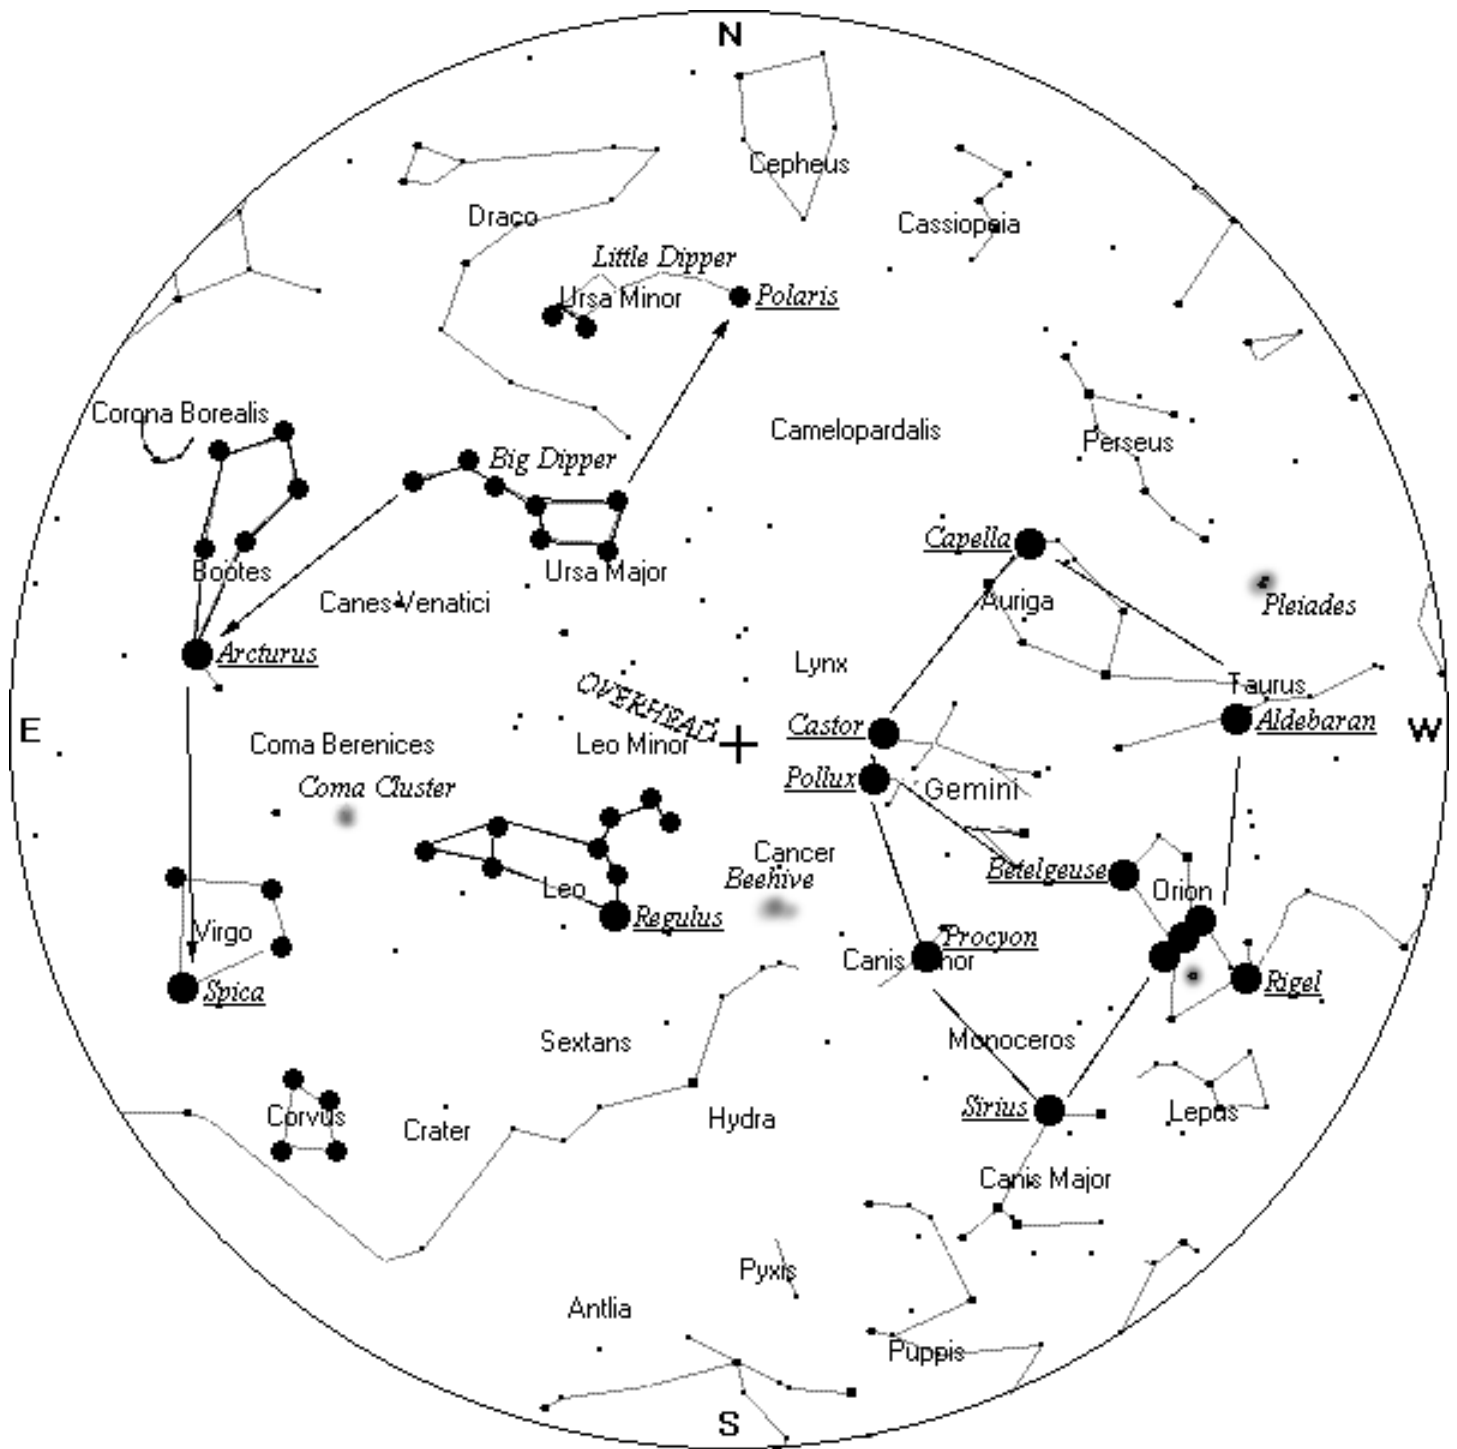 N
Cepheus
Draco
Cassiopeia
Little Dipper
Ursa Minor
Polaris
Corona Borealis
Camelopardalis
Perseus
Big Dipper
Capella
Bootes
Ursa Major
Canes Venatici
Auriga
Pleiades
Arcturus
Lynx
OVERHEAD
Taurus
E
Coma Berenices
Leo Minor
Castor
Aldebaran
W
Coma Cluster
Pollux
Gemini
Cancer
Beehive
Betelgeuse
Leo
Orion
Regulus
Virgo
Procyon
Canis Minor
Spica
Rigel
Sextans
Monoceros
Corvus
Crater
Hydra
Sirius
Lepus
Canis Major
Pyxis
Antlia
Puppis
S